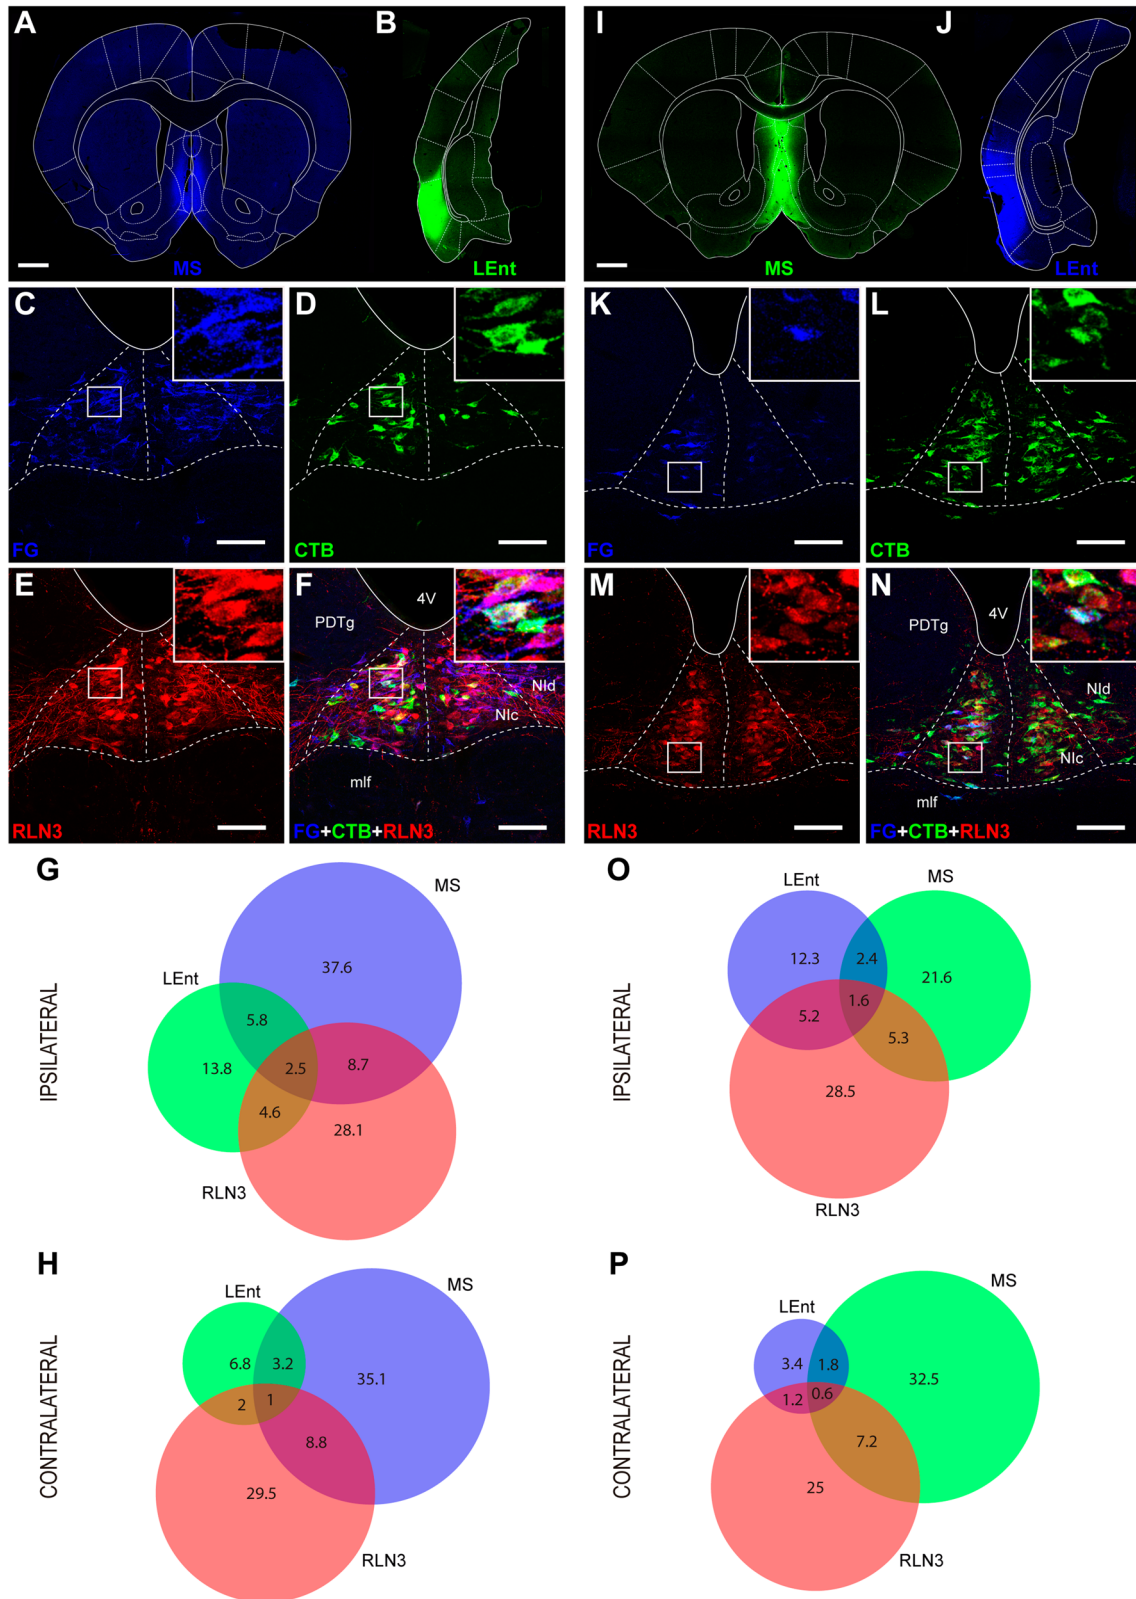 A
B
I
J
MS
LEnt
MS
LEnt
C
D
K
L
FG
CTB
FG
CTB
E
F
4V
PDTg
NId
NIc
mlf
M
N
4V
PDTg
NId
NIc
mlf
RLN3
FG+CTB+RLN3
RLN3
FG+CTB+RLN3
G
MS
LEnt
37.6
5.8
13.8
2.5
8.7
4.6
28.1
RLN3
IPSILATERAL
O
LEnt
MS
12.3
2.4
21.6
1.6
5.2
5.3
28.5
RLN3
IPSILATERAL
H
LEnt
MS
6.8
3.2
35.1
2
1
8.8
29.5
RLN3
CONTRALATERAL
P
LEnt
MS
3.4
1.8
32.5
1.2
0.6
7.2
25
RLN3
CONTRALATERAL